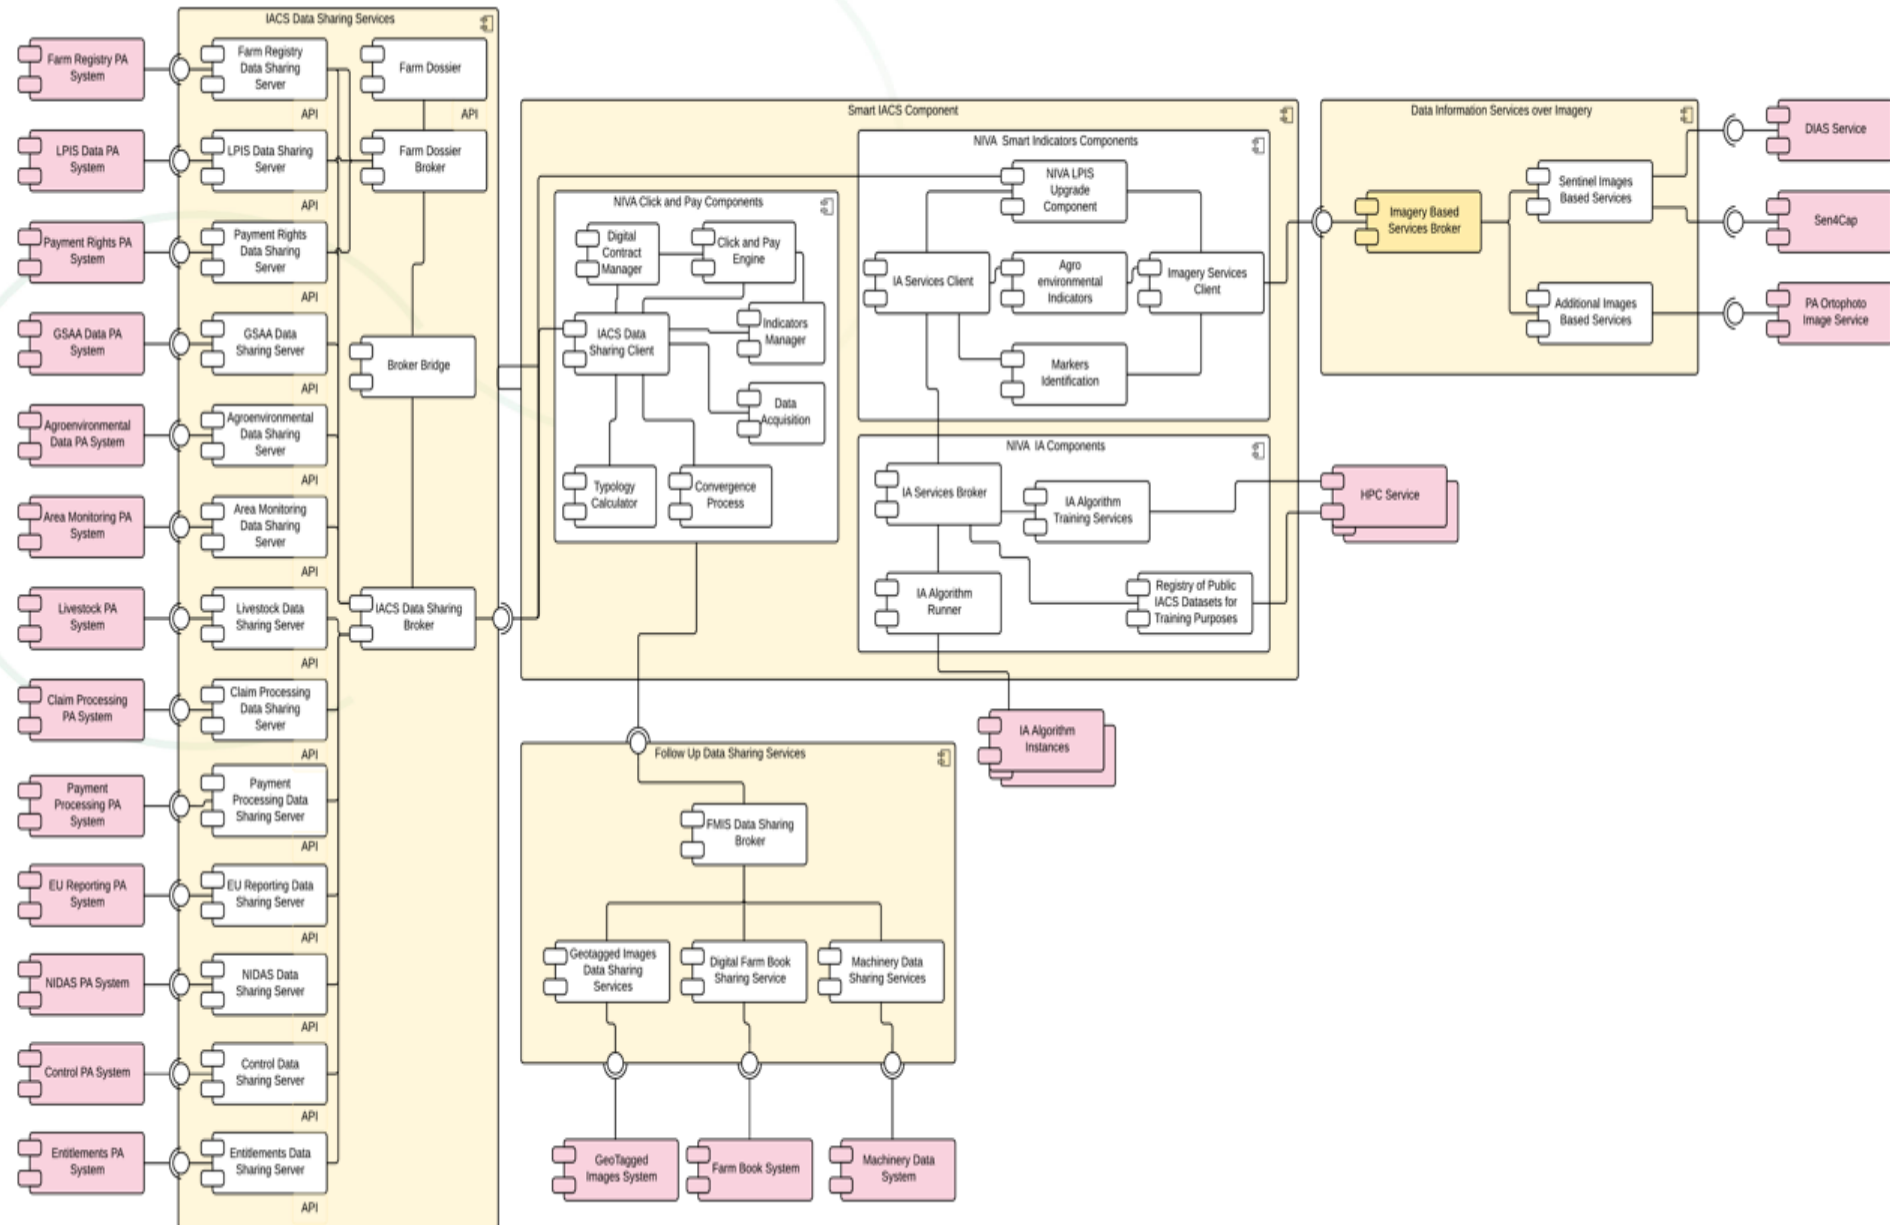 IACS Data Sharing Services
Farm Registry PA
System
Farm Registry
Data Sharing
Server
API
Farm Dossier
API
LPIS Data PA
System
LPIS Data Sharing
Server
API
Farm Dossier
Broker
Payment Rights PA
System
Payment Rights
Data Sharing
Server
API
GSAA Data PA
System
GSAA Data
Sharing Server
API
Broker Bridge
Agroenvironmental
Data PA System
Agroenvironmental
Data Sharing
Server
API
Area Monitoring PA
System
Area Monitoring
Data Sharing
Server
API
Livestock PA
System
Livestock Data
Sharing Server
API
IACS Data Sharing
Broker
Claim Processing
PA System
Claim Processing
Data Sharing
Server
API
Payment
Processing PA
System
Payment
Processing Data
Sharing Server
API
EU Reporting PA
System
EU Reporting Data
Sharing Server
API
NIDAS PA System
NIDAS Data
Sharing Server
API
Control PA System
Control Data
Sharing Server
API
Entitlements PA
System
Entitlements Data
Sharing Server
API
Smart IACS Component
NIVA Click and Pay Components
Digital
Contract
Manager
Click and Pay
Engine
IACS Data
Sharing Client
Indicators
Manager
Data
Acquisition
Typology
Calculator
Convergence
Process
NIVA Smart Indicators Components
NIVA LPIS
Upgrade
Component
IA Services Client
Agro
environmental
Indicators
Imagery Services
Client
Markers
Identification
NIVA IA Components
IA Services Broker
IA Algorithm
Training Services
IA Algorithm
Runner
Registry of Public
IACS Datasets for
Training Purposes
Data Information Services over Imagery
Imagery Based
Services Broker
Sentinel Images
Based Services
Additional Images
Based Services
DIAS Service
Sen4Cap
PA Ortophoto
Image Service
HPC Service
IA Algorithm
Instances
Follow Up Data Sharing Services
FMIS Data Sharing
Broker
Geotagged Images
Data Sharing
Services
Digital Farm Book
Sharing Service
Machinery Data
Sharing Services
GeoTagged
Images System
Farm Book System
Machinery Data
System